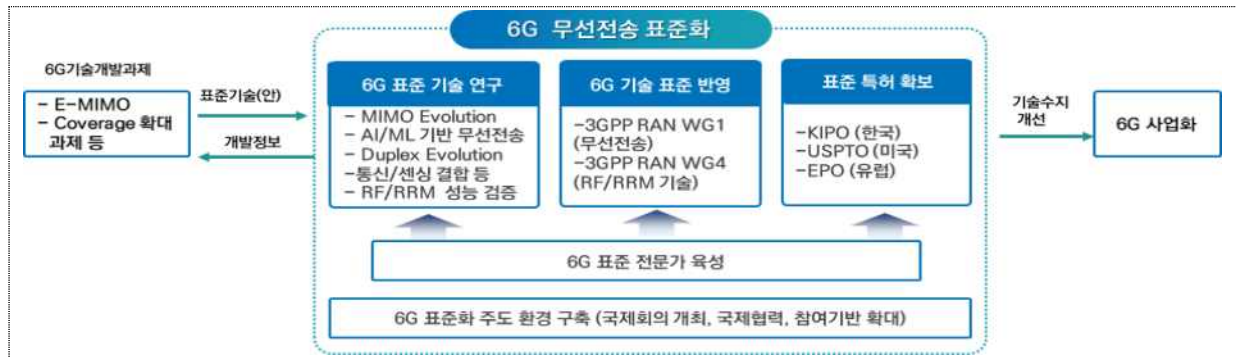 6G 무선전송 표준화
6G기술개발과제
- E-MIMO
- Coverage 확대
과제 등
표준기술(안)
개발정보
6G 표준 기술 연구
- MIMO Evolution
- AI/ML 기반 무선전송
- Duplex Evolution
-통신/센싱 결합 등
- RF/RRM 성능 검증
6G 기술 표준 반영
-3GPP RAN WG1
(무선전송)
-3GPP RAN WG4
(RF/RRM 기술)
표준 특허 확보
-KIPO (한국)
-USPTO (미국)
-EPO (유럽)
기술수지
개선
6G 사업화
6G 표준 전문가 육성
6G 표준화 주도 환경 구축 (국제회의 개최, 국제협력, 참여기반 확대)